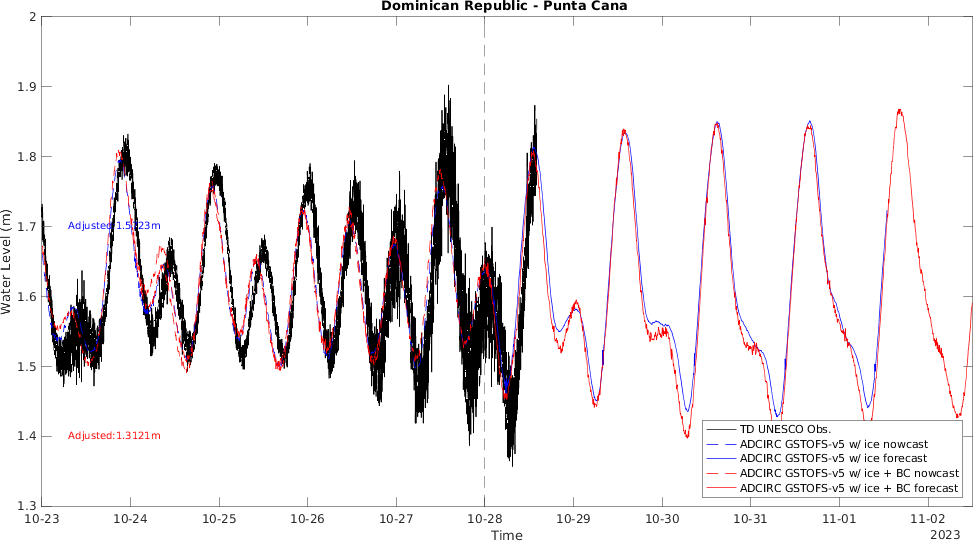 Dominican Republic - Punta Cana
Water Level (m)
2
1.9
1.8
1.7
1.6
1.5
1.4
1.3
Adjusted:1.5123m
Adjusted:1.3121m
TD UNESCO Obs.
ADCIRC GSTOFS-v5 w/ ice nowcast
ADCIRC GSTOFS-v5 w/ ice forecast
ADCIRC GSTOFS-v5 w/ ice + BC nowcast
ADCIRC GSTOFS-v5 w/ ice + BC forecast
10-23 10-24 10-25 10-26 10-27 10-28 10-29 10-30 10-31 11-01 11-02
2023
Time